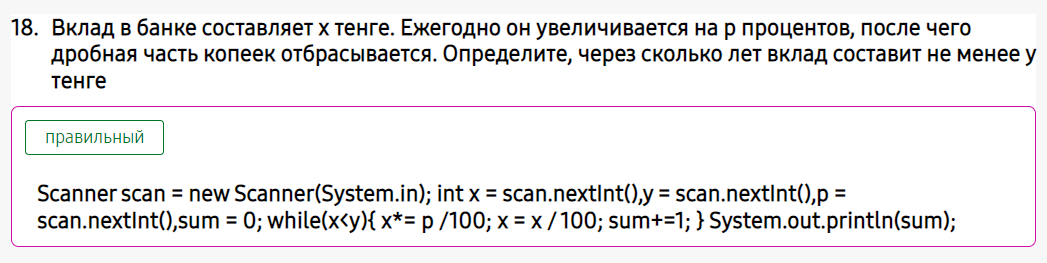 18. Вклад в банке составляет x тенге. Ежегодно он увеличивается на p процентов, после чего
дробная часть копеек отбрасывается. Определите, через сколько лет вклад составит не менее y
тенге
правильный
Scanner scan = new Scanner(System.in); int x = scan.nextInt(),y = scan.nextInt(),p =
scan.nextInt(),sum = 0; while(x<y){ x*= p /100; x = x / 100; sum+=1; } System.out.println(sum);